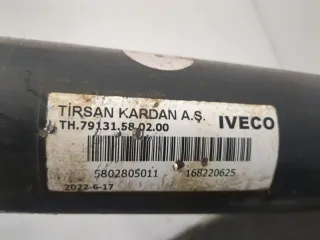 TİRSAN KARDAN A.Ş.
TH.79131.58.02.00 IVECO
5802805011 168220625
2022-6-17